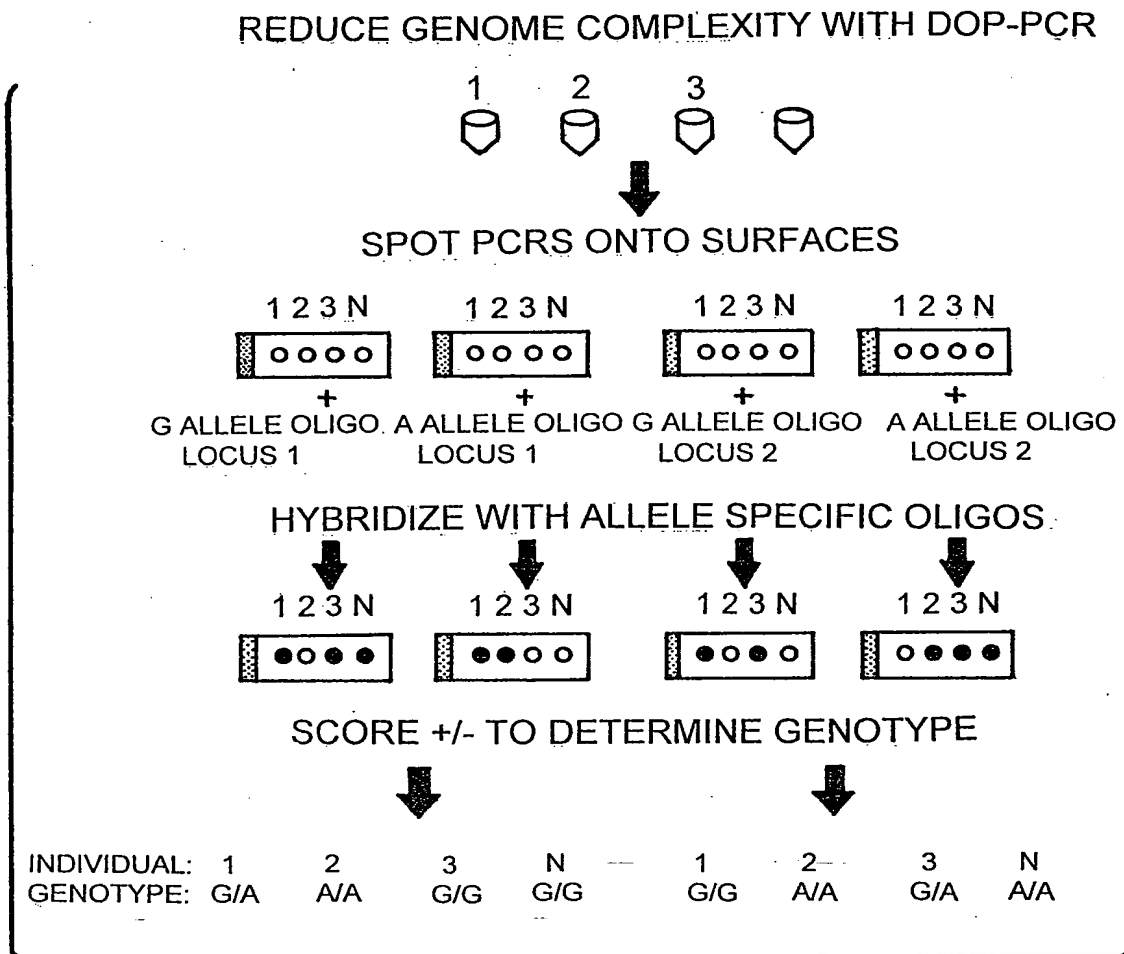 REDUCE GENOME COMPLEXITY WITH DOP-PCR
1 2 3
SPOT PCRS ONTO SURFACES
1 2 3 N 1 2 3 N 1 2 3 N 1 2 3 N
+ + + +
G ALLELE OLIGO. A ALLELE OLIGO G ALLELE OLIGO A ALLELE OLIGO
LOCUS 1 LOCUS 1 LOCUS 2 LOCUS 2
HYBRIDIZE WITH ALLELE SPECIFIC OLIGOS
1 2 3 N 1 2 3 N 1 2 3 N 1 2 3 N
SCORE +/- TO DETERMINE GENOTYPE
INDIVIDUAL: 1 2 3 N 1 2 3 N
GENOTYPE: G/A A/A G/G G/G G/G A/A G/A A/A